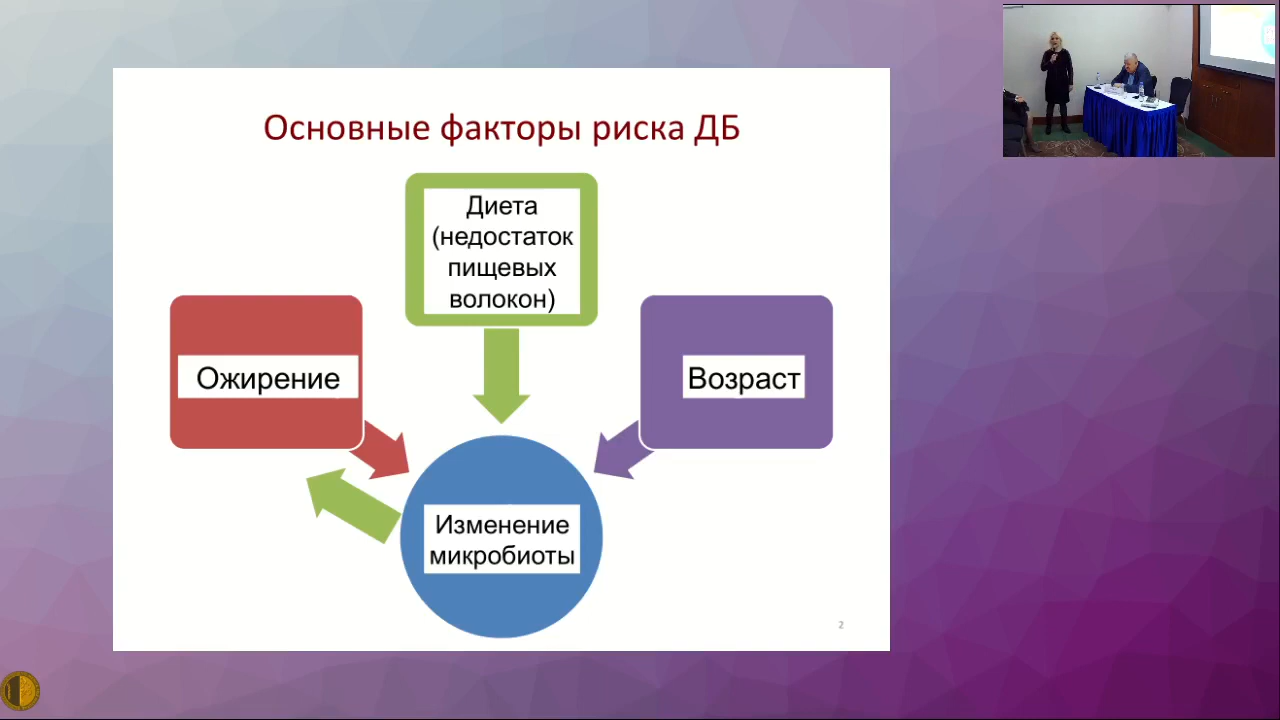 Основные факторы риска ДБ
Диета
(недостаток
пищевых
волокон)
Ожирение
Возраст
Изменение
микробиоты
2